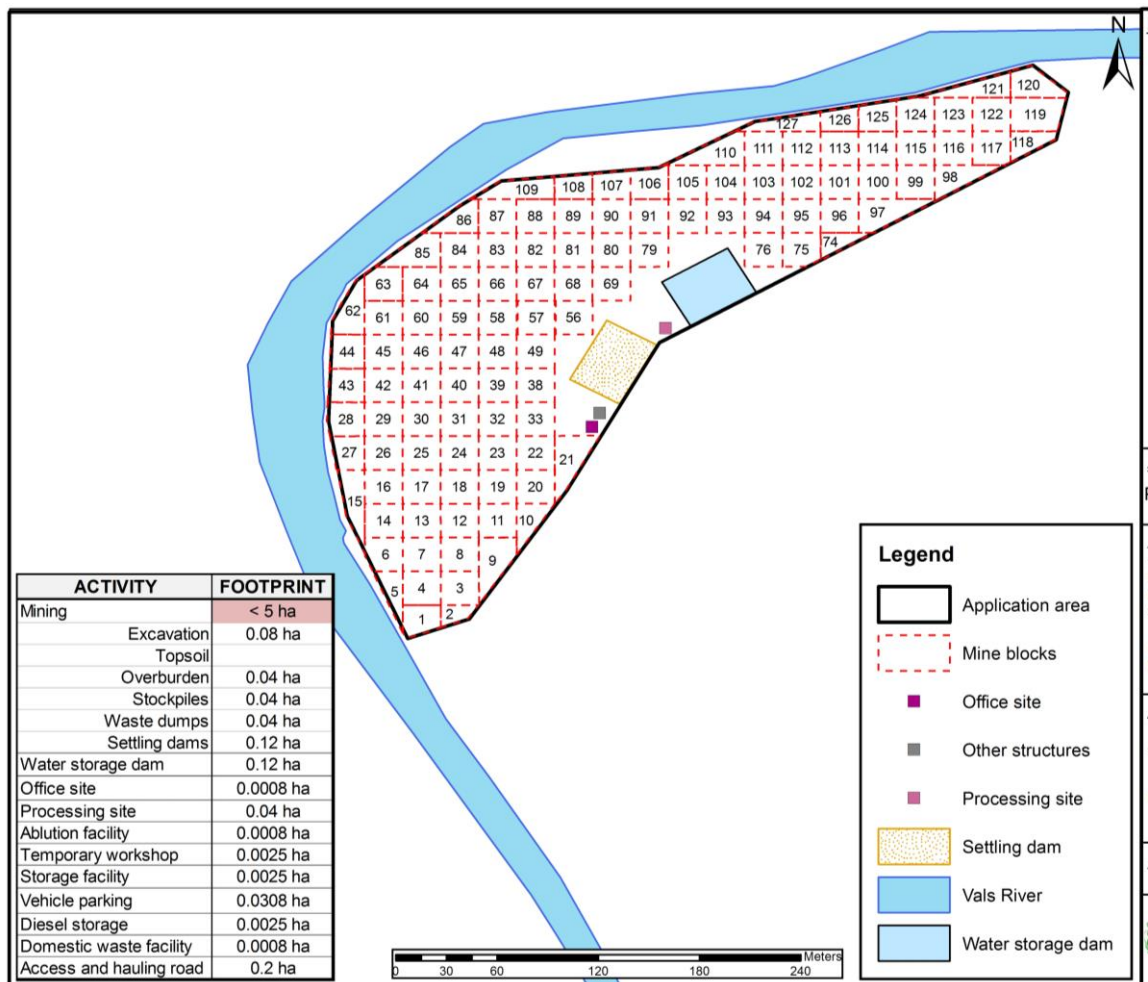 N
121 120
127 126 125 124 123 122 119
110 111 112 113 114 115 116 117 118
109 108 107 106 105 104 103 102 101 100 99 98
86 87 88 89 90 91 92 93 94 95 96 97
85 84 83 82 81 80 79 76 75 74
63 64 65 66 67 68 69
62 61 60 59 58 57 56
44 45 46 47 48 49
43 42 41 40 39 38
28 29 30 31 32 33
27 26 25 24 23 22 21
15 16 17 18 19 20
14 13 12 11 10
6 7 8 9
5 4 3
1 2
ACTIVITY FOOTPRINT
Mining < 5 ha
Excavation 0.08 ha
Topsoil
Overburden 0.04 ha
Stockpiles 0.04 ha
Waste dumps 0.04 ha
Settling dams 0.12 ha
Water storage dam 0.12 ha
Office site 0.0008 ha
Processing site 0.04 ha
Ablution facility 0.0008 ha
Temporary workshop 0.0025 ha
Storage facility 0.0025 ha
Vehicle parking 0.0308 ha
Diesel storage 0.0025 ha
Domestic waste facility 0.0008 ha
Access and hauling road 0.2 ha
Meters
0 30 60 120 180 240
Legend
Application area
Mine blocks
Office site
Other structures
Processing site
Settling dam
Vals River
Water storage dam